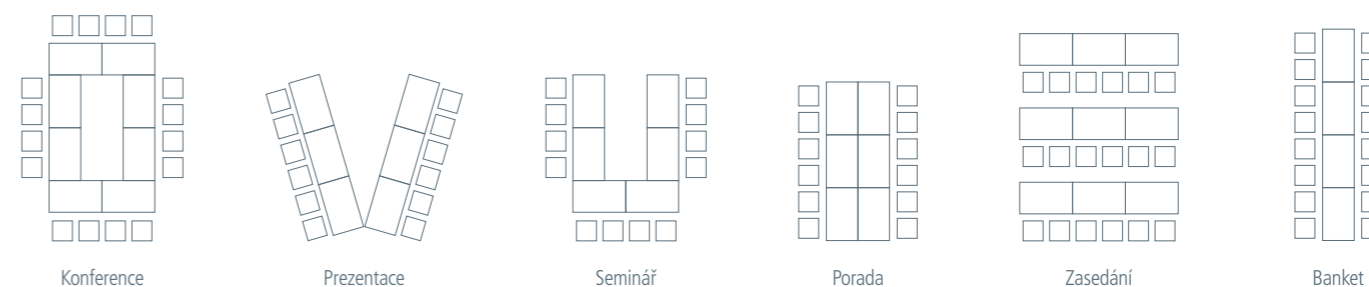 Konference
Prezentace
Seminář
Porada
Zasedání
Banket